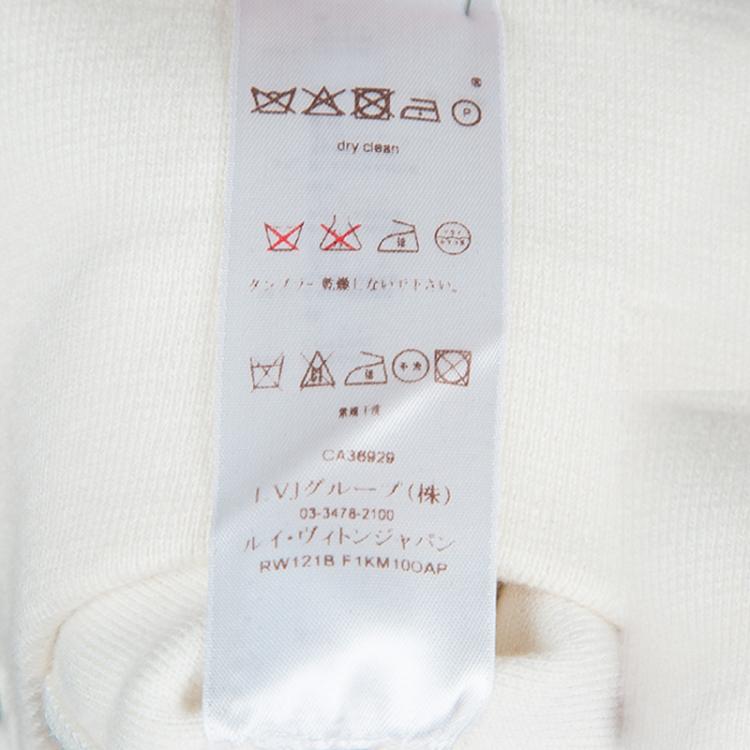 ®
P
dry clean
タンブラー乾燥しないで下さい。
CA36929
LVJグループ(株)
03-3478-2100
ルイ・ヴィトンジャパン
RW121B F1KM10OAP